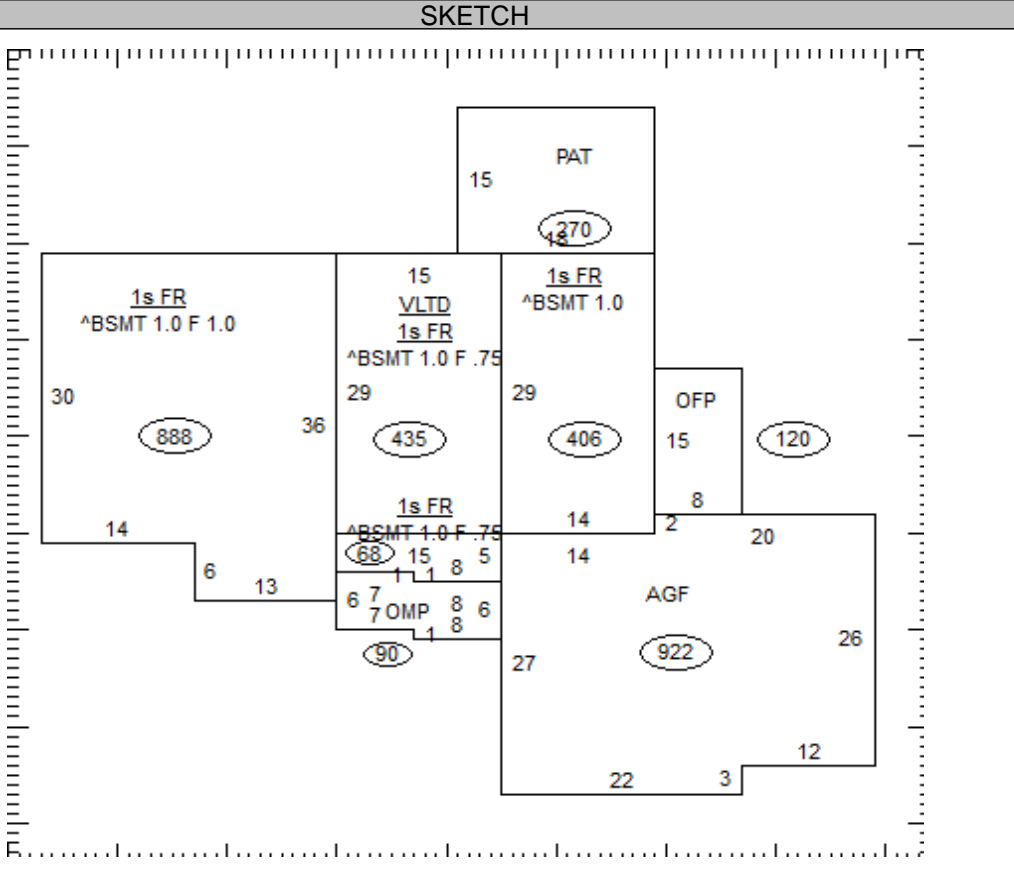 SKETCH
PAT
15
270
18
15
1s FR
VLTD
1s FR
^BSMT 1.0
1s FR
^BSMT 1.0 F 1.0
1s FR
^BSMT 1.0 F .75
30
29
29
OFP
36
888
435
406
15
120
8
1s FR
14
2
14
^BSMT 1.0 F .75
20
68
15
8
5
14
6
1
1
13
6
7
7
OMP
8
8
6
AGF
1
26
90
27
922
12
22
3